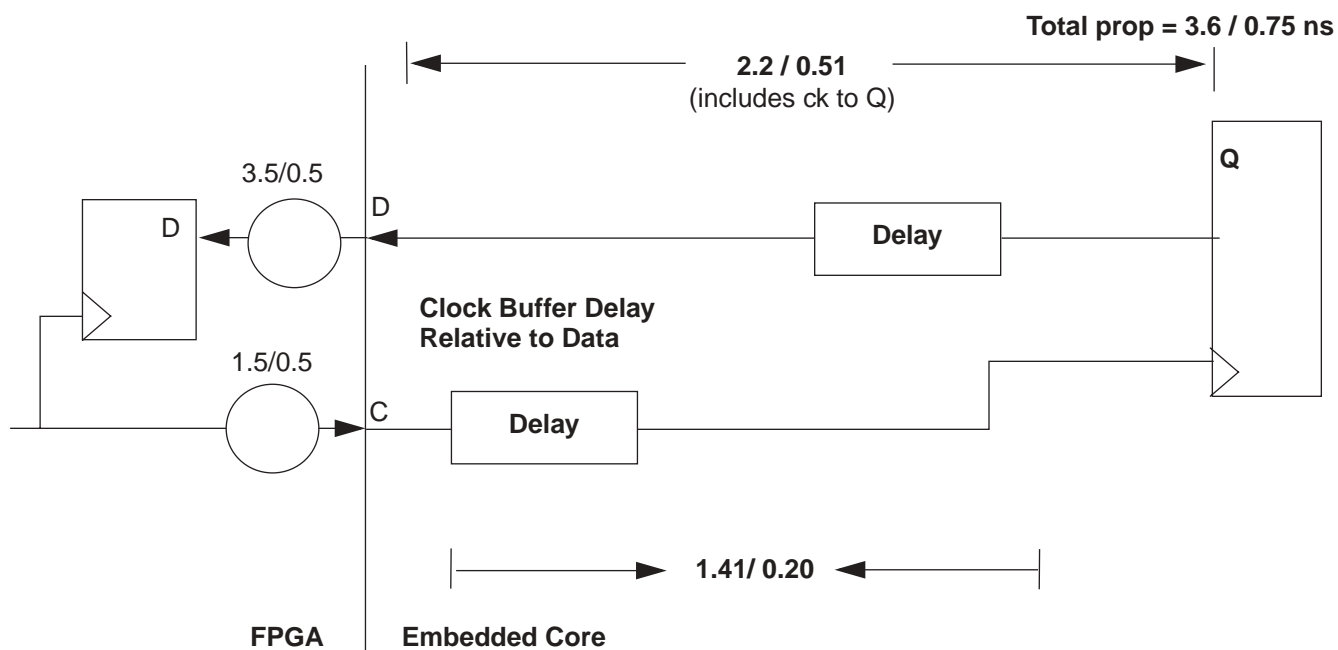 Total prop = 3.6 / 0.75 ns
2.2 / 0.51
(includes ck to Q)
Q
3.5/0.5
D
D
Delay
Clock Buffer Delay
Relative to Data
1.5/0.5
C
Delay
1.41/ 0.20
FPGA
Embedded Core